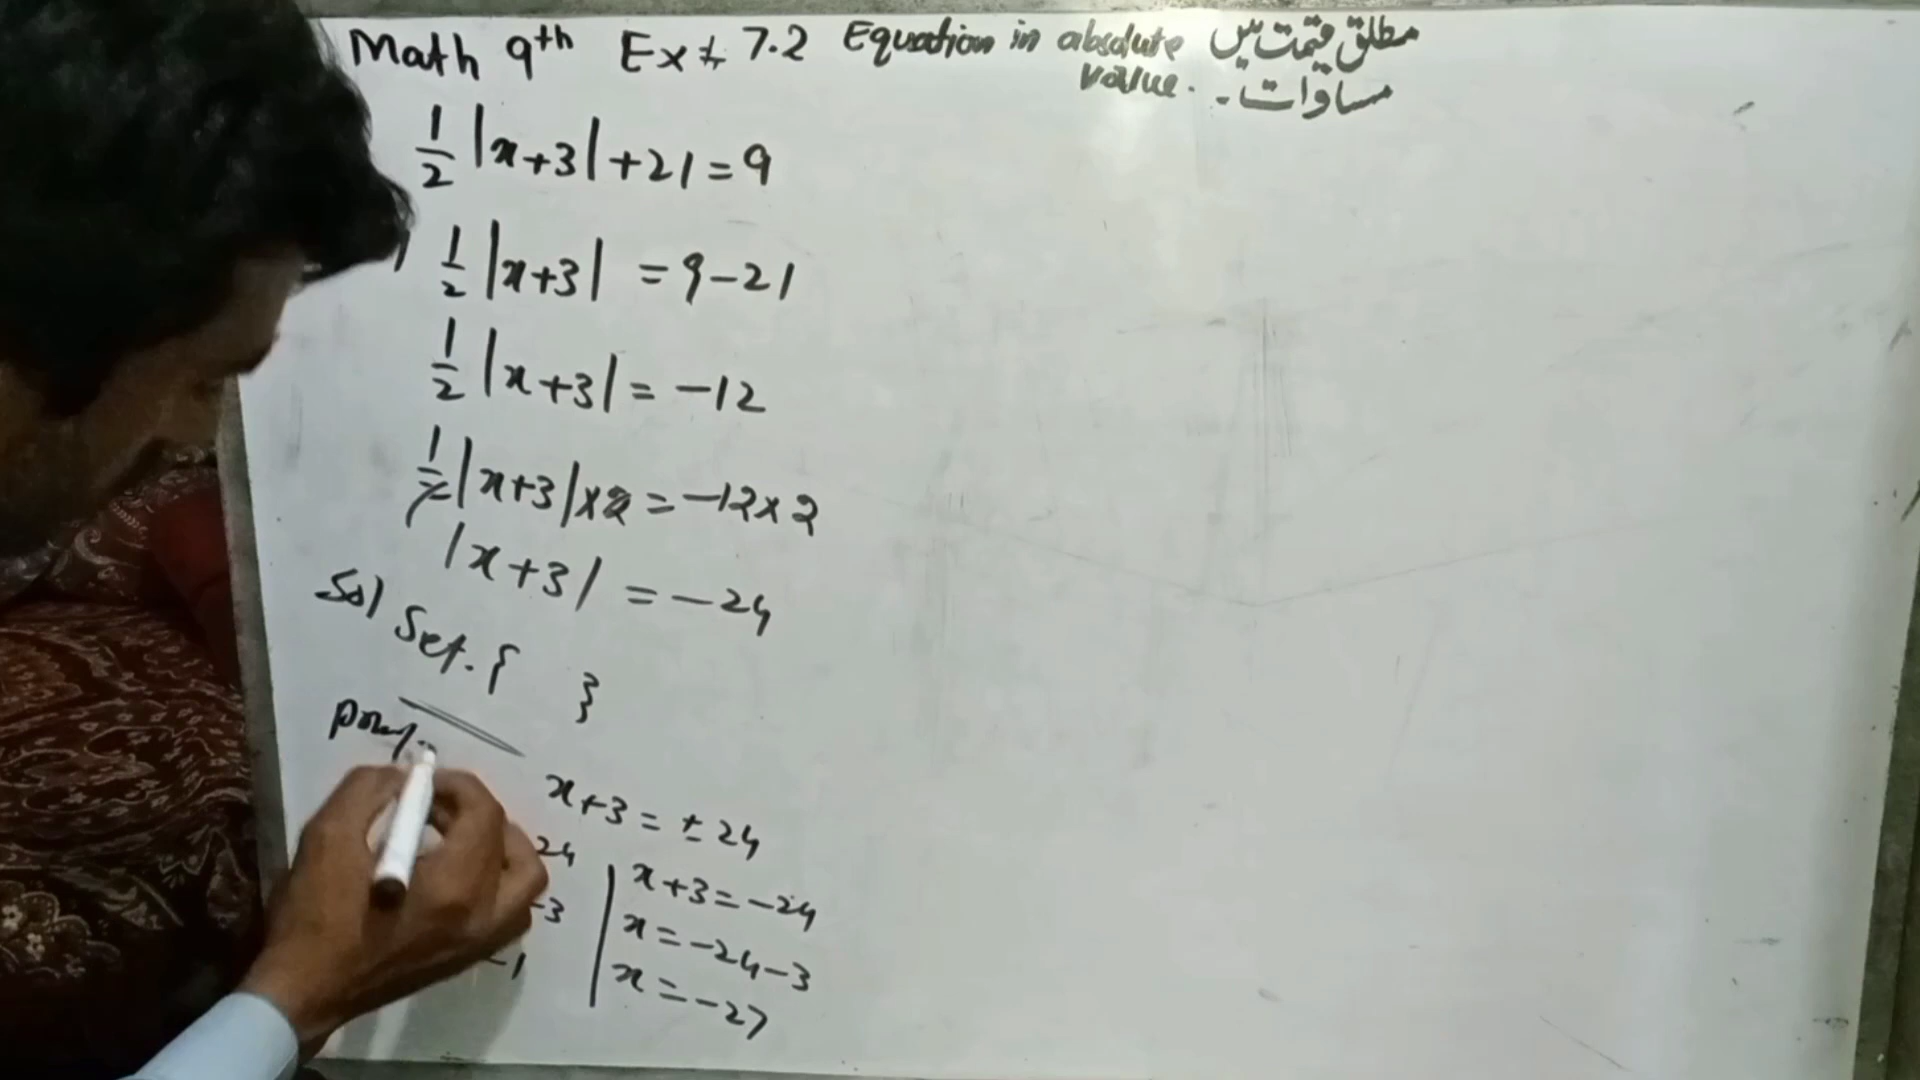 Math 9th Ex 7.2 Equation in absolute value. مطلق قیمت میں مساوات۔
1/2 |x+3| + 21 = 9
1/2 |x+3| = 9-21
1/2 |x+3| = -12
1/2 |x+3| × 2 = -12 × 2
|x+3| = -24
Sol Set. { }
x+3 = ± 24
24
x+3 = -24
-3
x = -24-3
x = -27